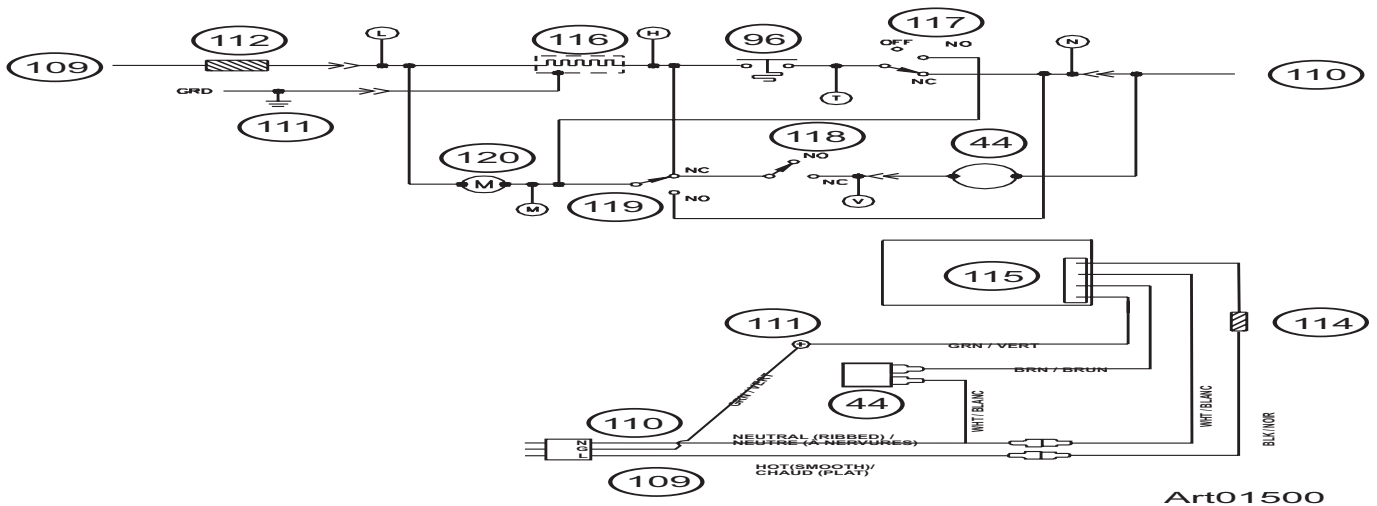 117
112
L
116
H
96
OFF
NO
N
109
NC
110
GRD
T
111
118
44
120
NO
M
NC
NC
M
119
NO
V
115
111
114
GRN / VERT
BRN / BRUN
GRN / VERT
44
WHT / BLANC
WHT / BLANC
BLK / NOIR
110
NEUTRAL (RIBBED) /
NEUTRE (À NERVURES)
N
G
L
HOT(SMOOTH)/
CHAUD (PLAT)
109
Art01500